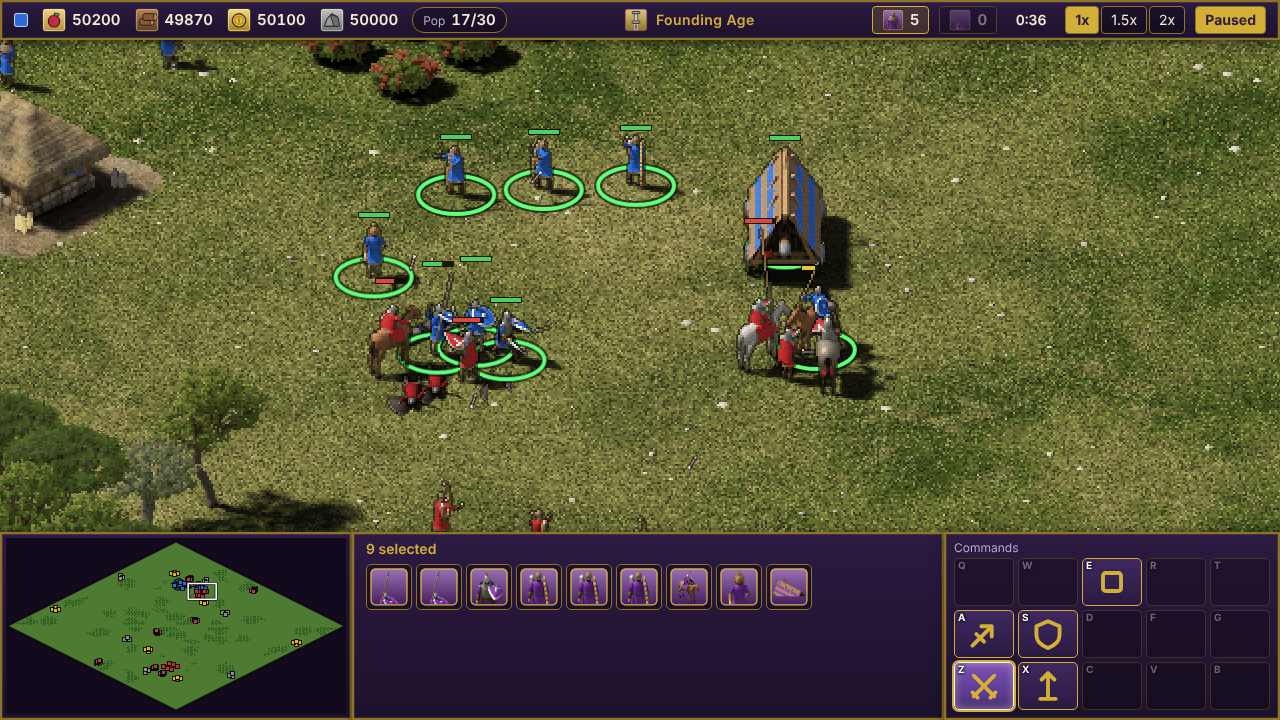 50200 49870 50100 50000 Pop 17/30 Founding Age 5 0 0:36 1x 1.5x 2x Paused
9 selected
Commands
Q W E R T
A S D F G
Z X C V B